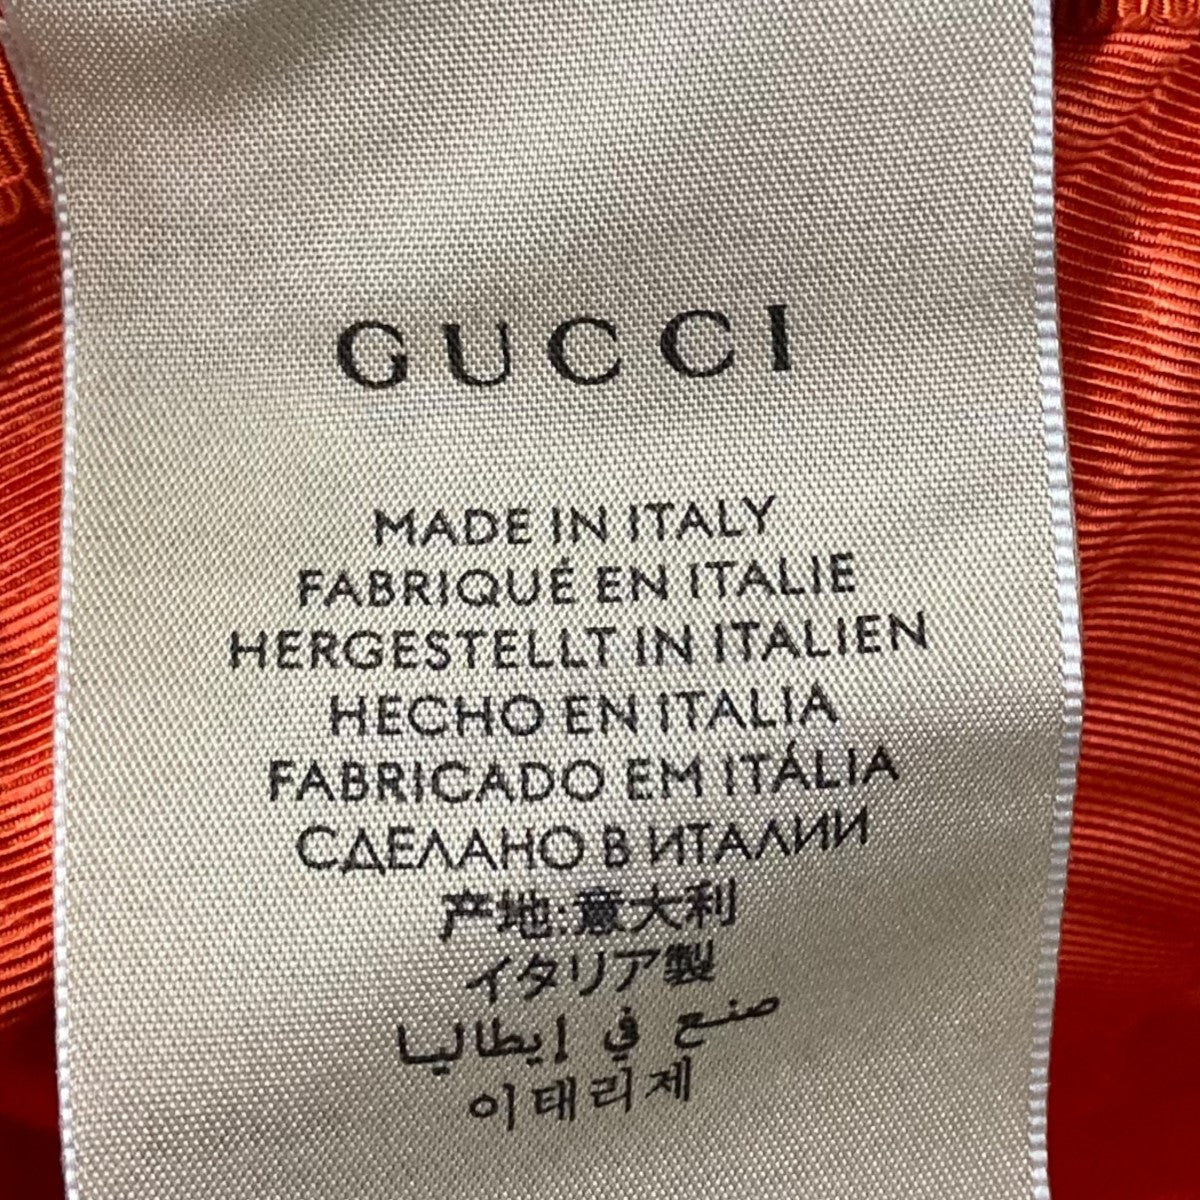 GUCCI
MADE IN ITALY
FABRIQUÉ EN ITALIE
HERGESTELLT IN ITALIEN
HECHO EN ITALIA
FABRICADO EM ITÁLIA
СДЕЛАНО В ИТАЛИИ
产地:意大利
イタリア製
صنع في إيطاليا
이태리제